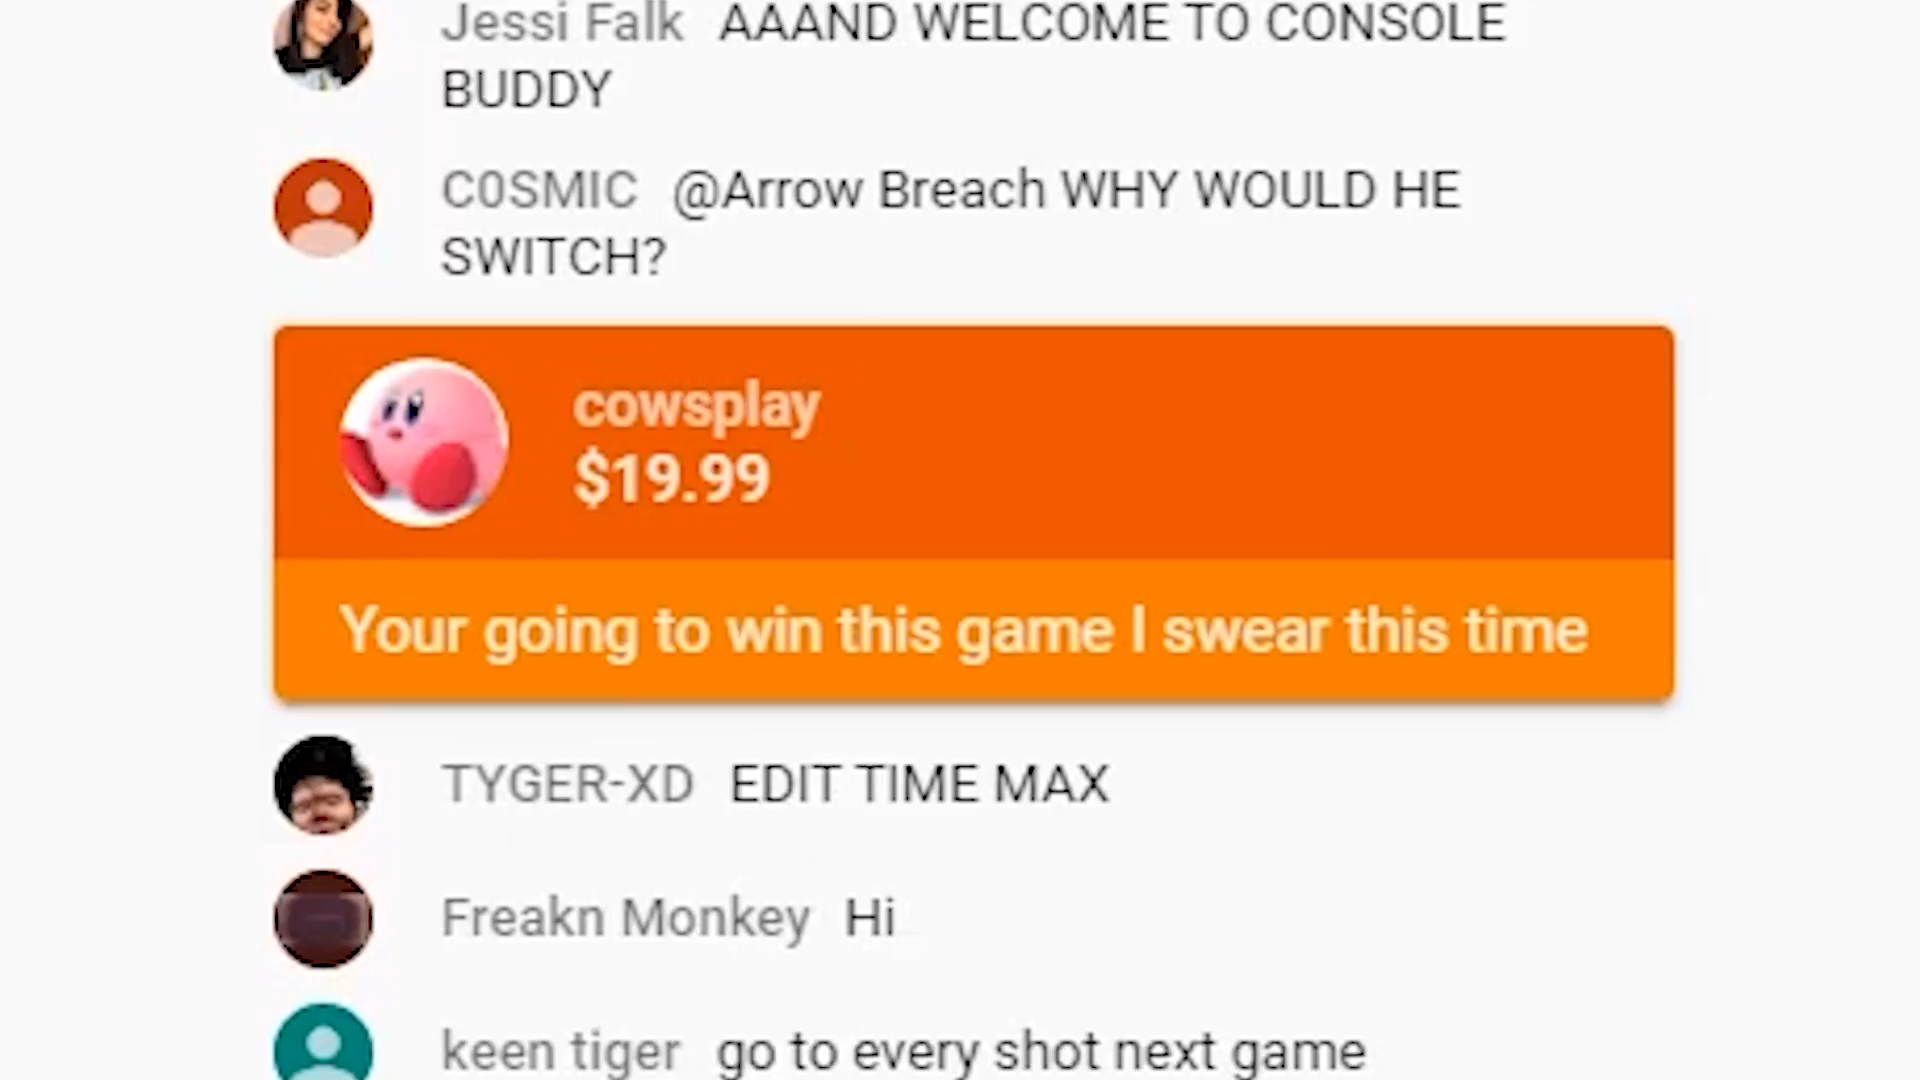 Jessi Falk AAAND WELCOME TO CONSOLE
BUDDY
C0SMIC @Arrow Breach WHY WOULD HE
SWITCH?
cowsplay
$19.99
Your going to win this game I swear this time
TYGER-XD EDIT TIME MAX
Freakn Monkey Hi
keen tiger go to every shot next game